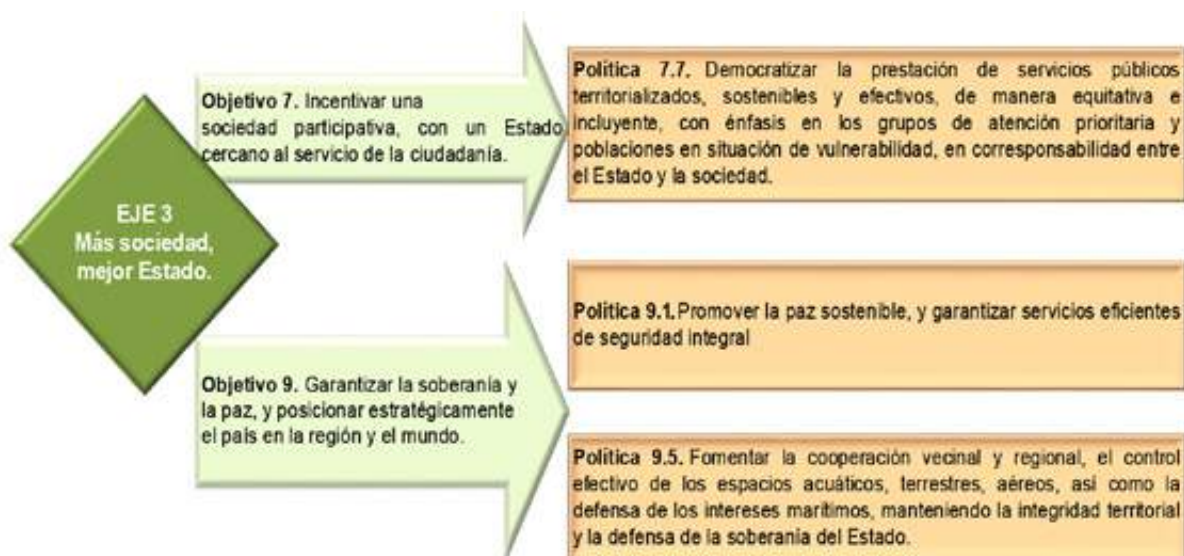 EJE 3
Más sociedad,
mejor Estado.
Objetivo 7. Incentivar una
sociedad participativa, con un Estado
cercano al servicio de la ciudadanía.
Política 7.7. Democratizar la prestación de servicios públicos
territorializados, sostenibles y efectivos, de manera equitativa e
incluyente, con énfasis en los grupos de atención prioritaria y
poblaciones en situación de vulnerabilidad, en corresponsabilidad entre
el Estado y la sociedad.
Objetivo 9. Garantizar la soberanía y
la paz, y posicionar estratégicamente
el país en la región y el mundo.
Política 9.1.Promover la paz sostenible, y garantizar servicios eficientes
de seguridad integral
Política 9.5. Fomentar la cooperación vecinal y regional, el control
efectivo de los espacios acuáticos, terrestres, aéreos, así como la
defensa de los intereses marítimos, manteniendo la integridad territorial
y la defensa de la soberanía del Estado.